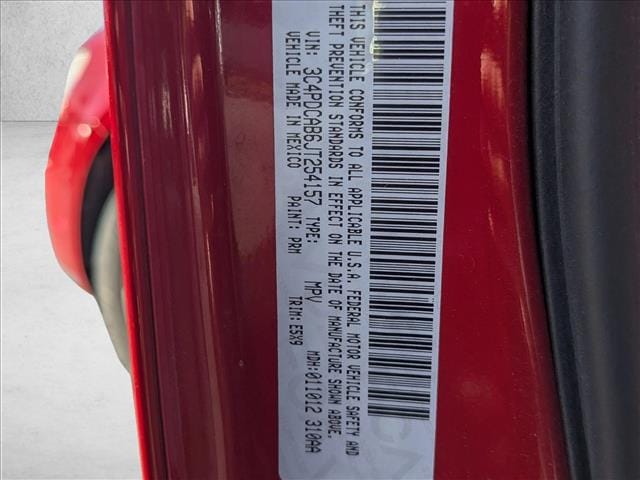 THIS VEHICLE CONFORMS TO ALL APPLICABLE U.S.A. FEDERAL MOTOR VEHICLE SAFETY AND
THEFT PREVENTION STANDARDS IN EFFECT ON THE DATE OF MANUFACTURE SHOWN ABOVE.
VIN: 3C4PDCAB6JT254157 TYPE: MPV MDH:011012 310AA
VEHICLE MADE IN MEXICO PAINT: PRM TRIM: E5X9